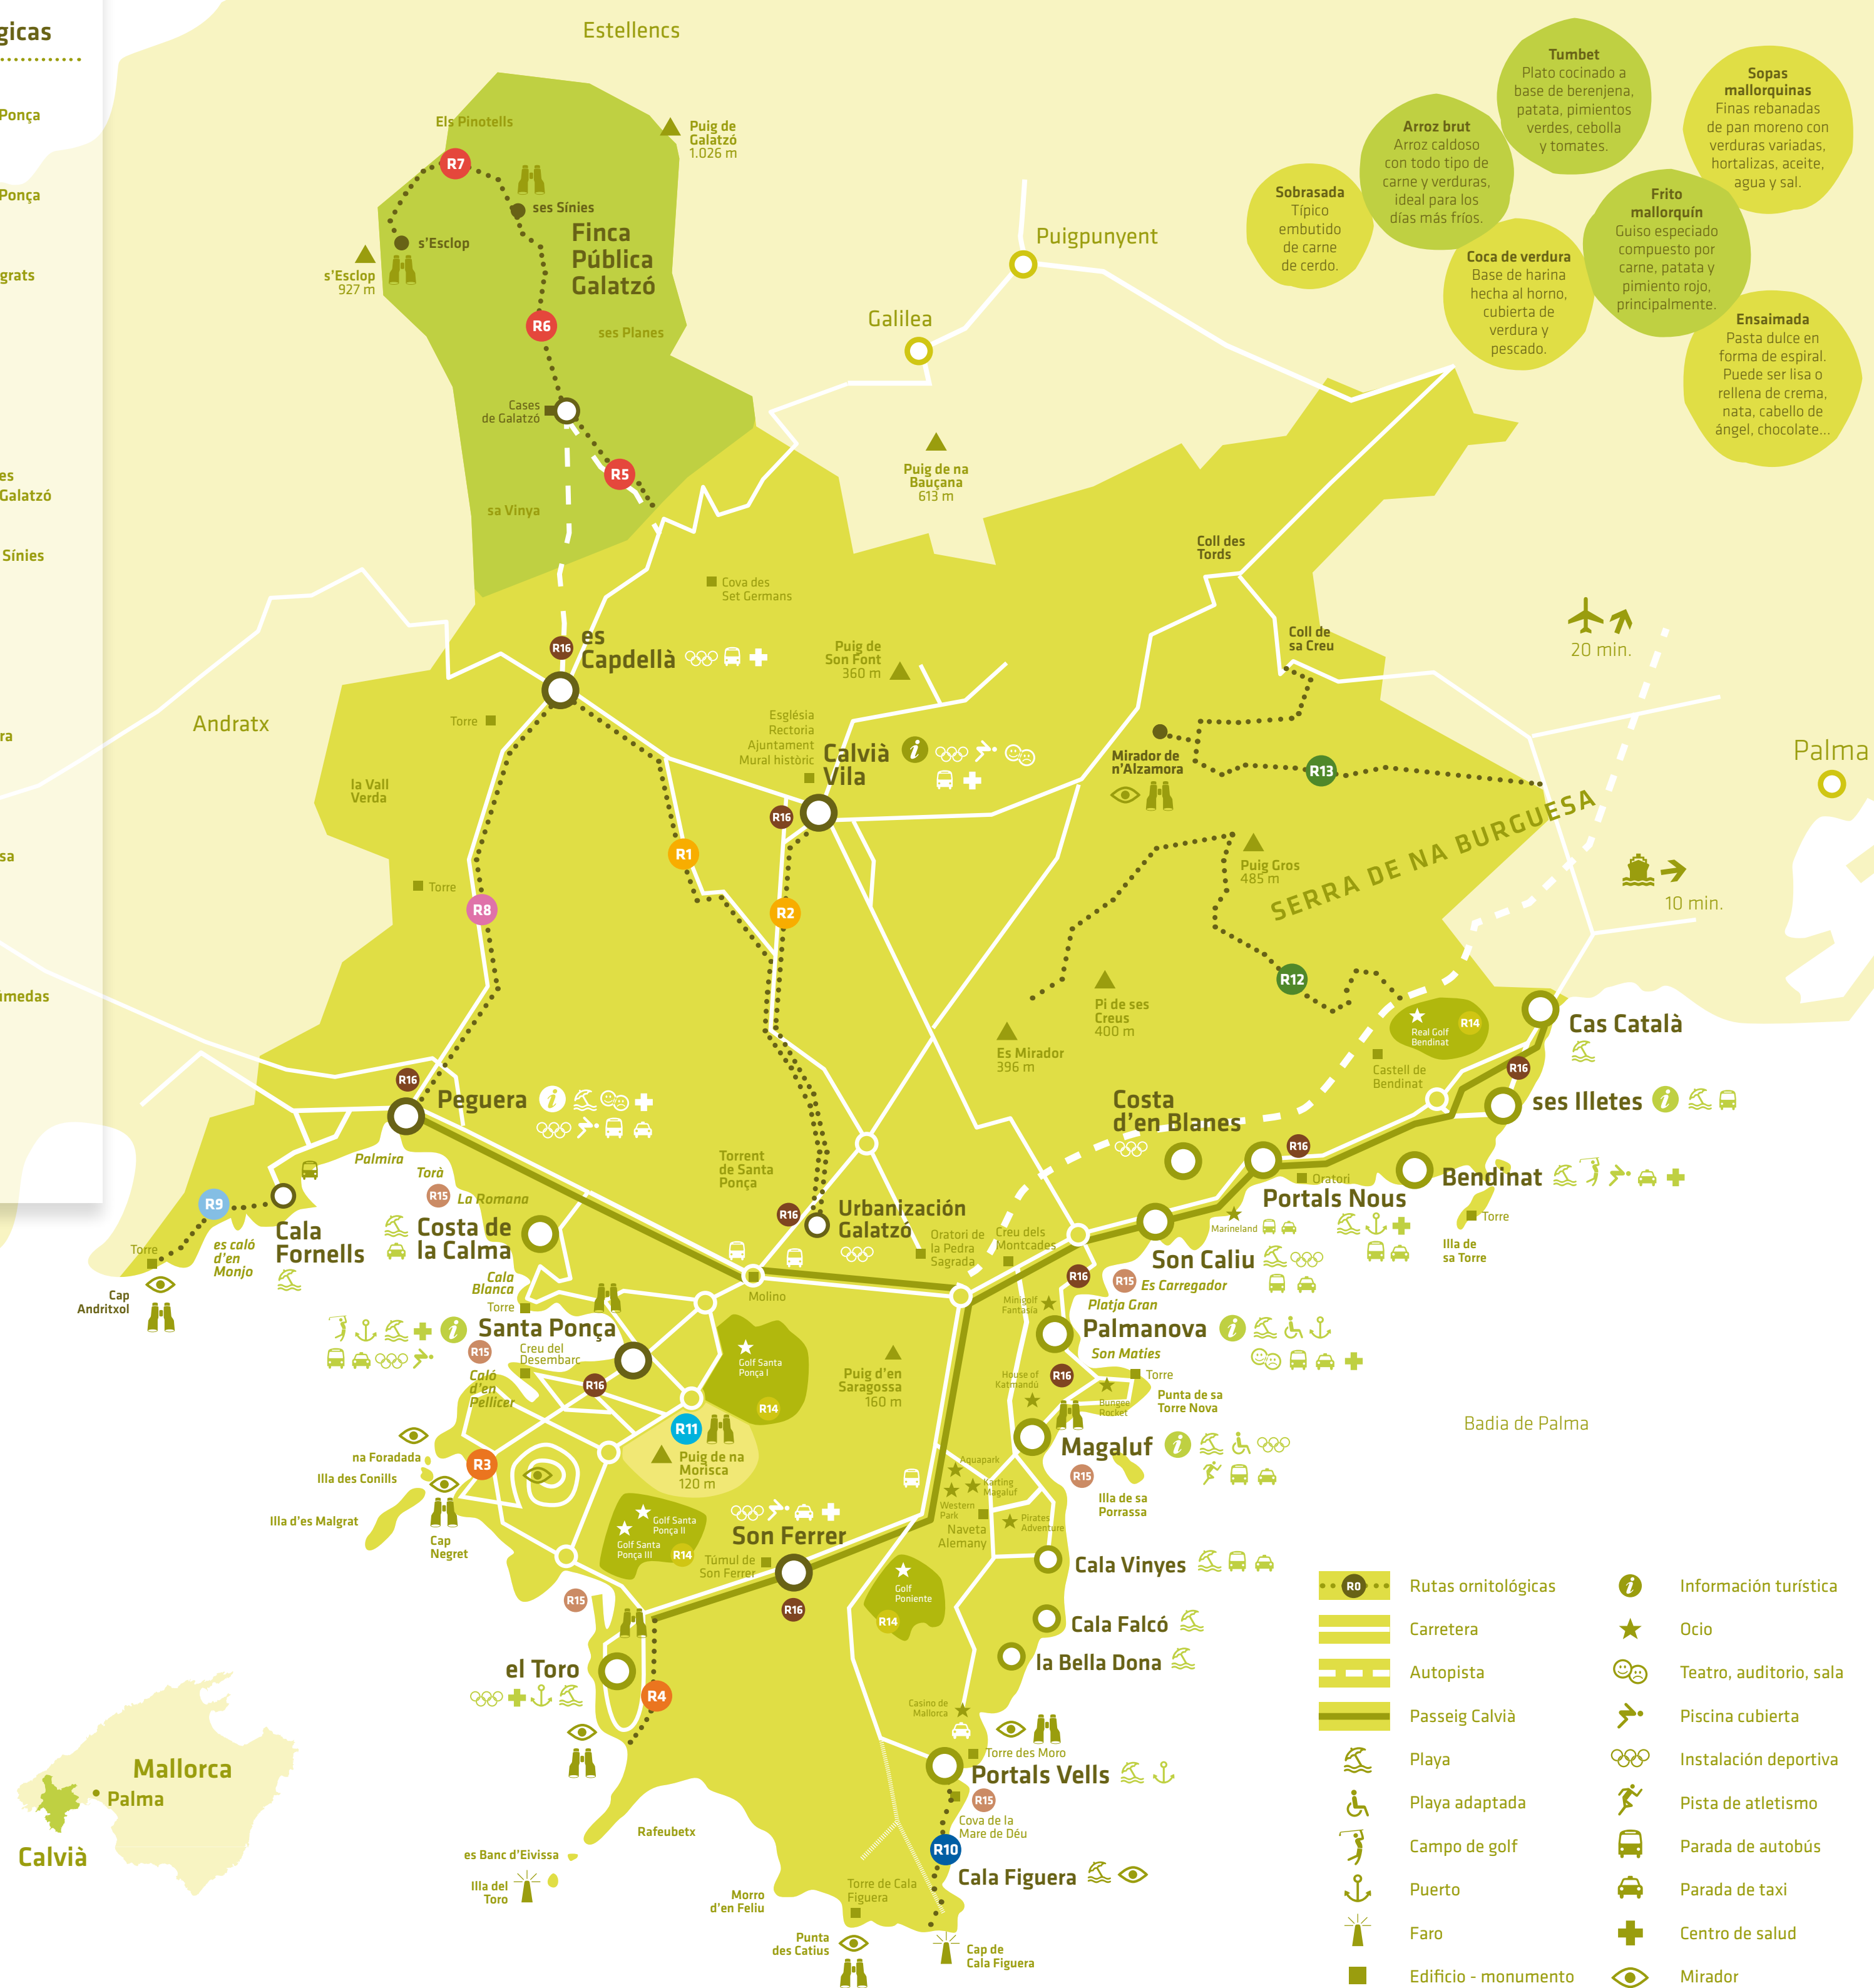 gicas
Ponça
Ponça
grats
es
Galatzó
Sínies
ra
sa
úmedas
Estellencs
Els Pinotells
Puig de
Galatzó
1.026 m
R7
ses Sínies
s'Esclop
s'Esclop
927 m
Finca
Pública
Galatzó
R6
ses Planes
Cases
de Galatzó
R5
sa Vinya
Puigpunyent
Galilea
Puig de na
Bauçana
613 m
Tumbet
Plato cocinado a
base de berenjena,
patata, pimientos
verdes, cebolla
y tomates.
Sopas
mallorquinas
Finas rebanadas
de pan moreno con
verduras variadas,
hortalizas, aceite,
agua y sal.
Arroz brut
Arroz caldoso
con todo tipo de
carne y verduras,
ideal para los
días más fríos.
Sobrasada
Típico
embutido
de carne
de cerdo.
Frito
mallorquín
Guiso especiado
compuesto por
carne, patata y
pimiento rojo,
principalmente.
Coca de verdura
Base de harina
hecha al horno,
cubierta de
verdura y
pescado.
Ensaimada
Pasta dulce en
forma de espiral.
Puede ser lisa o
rellena de crema,
nata, cabello de
ángel, chocolate...
Coll des
Tords
Cova des
Set Germans
Coll de
sa Creu
20 min.
R16
es
Capdellà
Puig de
Son Font
360 m
Torre
Andratx
Església
Rectoria
Ajuntament
Mural històric
Calvià
Vila
Mirador de
n'Alzamora
R13
Palma
la Vall
Verda
R16
R1
SERRA DE NA BURGUESA
Puig Gros
485 m
10 min.
Torre
R8
R2
R12
Pi de ses
Creus
400 m
Es Mirador
396 m
Real Golf
Bendinat
R14
Cas Català
Castell de
Bendinat
R16
R16
Peguera
Costa
d'en Blanes
ses Illetes
R16
Palmira
Torà
R15
La Romana
Torrent
de Santa
Ponça
Oratori
Bendinat
Portals Nous
R9
Cala
Fornells
Costa de
la Calma
R16
Urbanización
Galatzó
Oratori de
la Pedra
Sagrada
Creu dels
Montcades
Marineland
Torre
Illa de
sa Torre
Torre
es caló
d'en
Monjo
Son Caliu
Cap
Andritxol
Cala
Blanca
Torre
Molino
R16
R15
Es Carregador
Minigolf
Fantasia
Platja Gran
Santa Ponça
Palmanova
R15
Creu del
Desembarc
Golf Santa
Ponça I
Son Maties
Caló
d'en
Pellicer
R16
R14
Puig d'en
Saragossa
160 m
House of
Katmandú
R16
Torre
Bungee
Rocket
Punta de sa
Torre Nova
Badia de Palma
R11
na Foradada
R3
Puig de na
Morisca
120 m
Magaluf
Illa des Conills
Aquapark
R15
Karting
Magaluf
Illa de sa
Porrassa
Illa d'es Malgrat
Western
Park
Pirates
Adventure
Golf Santa
Ponça II
Golf Santa
Ponça III
R14
Son Ferrer
Naveta
Alemany
Cap
Negret
Túmul de
Son Ferrer
Cala Vinyes
R15
R16
Golf
Poniente
R14
Cala Falcó
la Bella Dona
el Toro
R4
Casino de
Mallorca
Torre des Moro
Portals Vells
R15
Cova de la
Mare de Déu
Rafeubetx
R10
es Banc d'Eivissa
Illa del
Toro
Cala Figuera
Morro
d'en Feliu
Torre de Cala
Figuera
Punta
des Catius
Cap de
Cala Figuera
Mallorca
Palma
Calvià
R0
Rutas ornitológicas
Carretera
Autopista
Passeig Calvià
Playa
Playa adaptada
Campo de golf
Puerto
Faro
Edificio - monumento
Información turística
Ocio
Teatro, auditorio, sala
Piscina cubierta
Instalación deportiva
Pista de atletismo
Parada de autobús
Parada de taxi
Centro de salud
Mirador